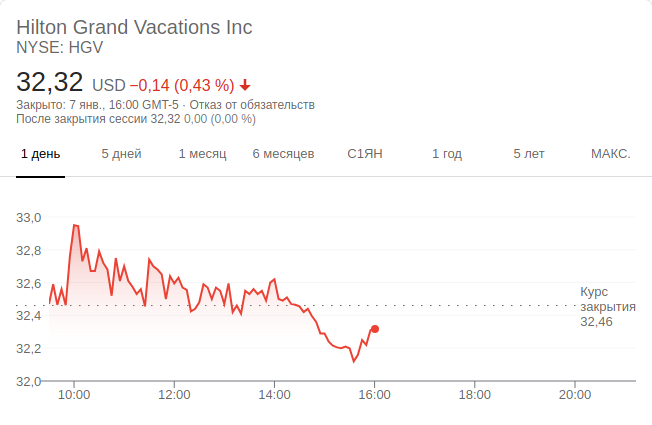 Hilton Grand Vacations Inc
NYSE: HGV
32,32 USD −0,14 (0,43 %)
Закрыто: 7 янв., 16:00 GMT-5 · Отказ от обязательств
После закрытия сессии 32,32 0,00 (0,00 %)
1 день 5 дней 1 месяц 6 месяцев С1ЯН 1 год 5 лет МАКС.
33,0
32,8
32,6
32,4
32,2
32,0
Курс
закрытия
32,46
10:00 12:00 14:00 16:00 18:00 20:00